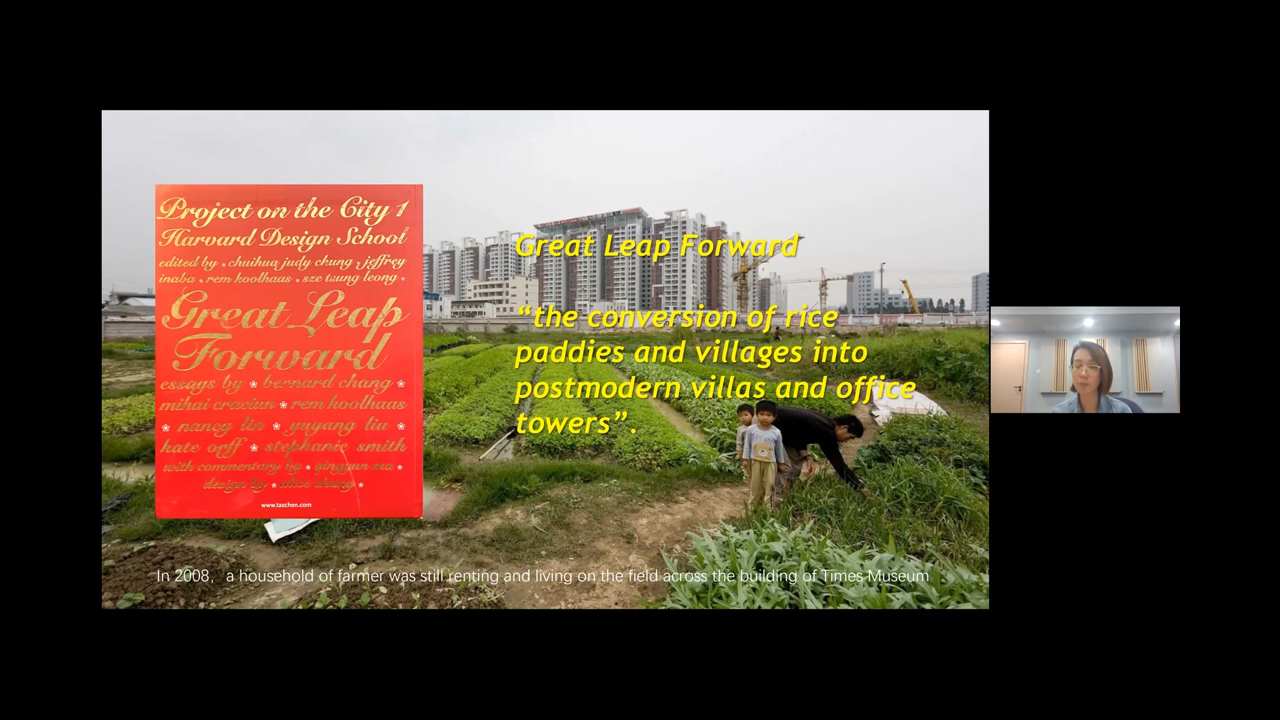 Project on the City 1
Harvard Design School
edited by • chuihua judy chung • jeffrey
inaba • rem koolhaas • sze tsung leong •
Great Leap
Forward
essays by ❀ bernard chang ❀
mihai craciun ❀ rem koolhaas
❀ nancy lin ❀ yuyang liu ❀
kate orff ❀ stephanie smith
with commentary by • qingyun ma •
design by • alice chung •
www.taschen.com
Great Leap Forward
“the conversion of rice
paddies and villages into
postmodern villas and office
towers”.
In 2008, a household of farmer was still renting and living on the field across the building of Times Museum